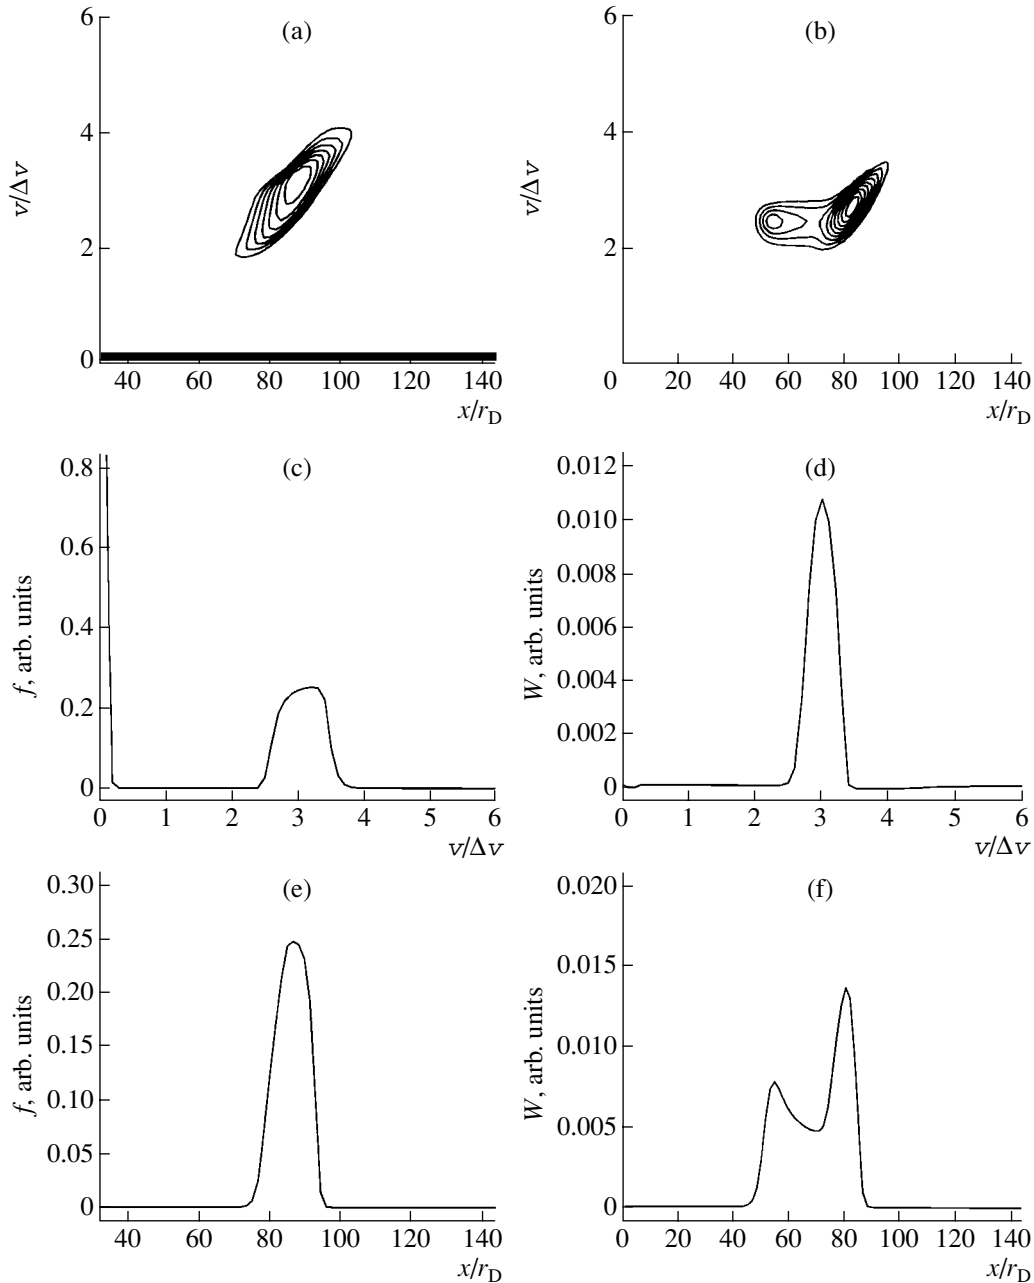 (a)
6
4
2
0
v/Δv
40 60 80 100 120 140
x/r_D
(b)
6
4
2
v/Δv
0 20 40 60 80 100 120 140
x/r_D
(c)
0.8
0.6
0.4
0.2
0
f, arb. units
0 1 2 3 4 5 6
v/Δv
(d)
0.012
0.010
0.008
0.006
0.004
0.002
0
W, arb. units
0 1 2 3 4 5 6
v/Δv
(e)
0.30
0.25
0.20
0.15
0.10
0.05
0
f, arb. units
40 60 80 100 120 140
x/r_D
(f)
0.020
0.015
0.010
0.005
0
W, arb. units
0 20 40 60 80 100 120 140
x/r_D